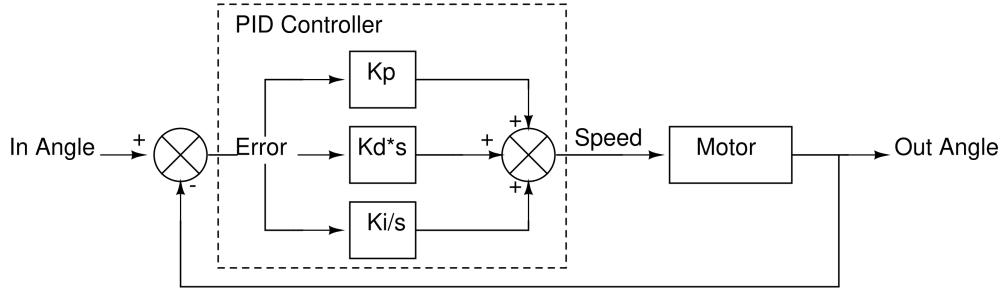 PID Controller
Kp
+
In Angle
+
Error
Kd*s
+
Speed
Motor
Out Angle
-
+
Ki/s